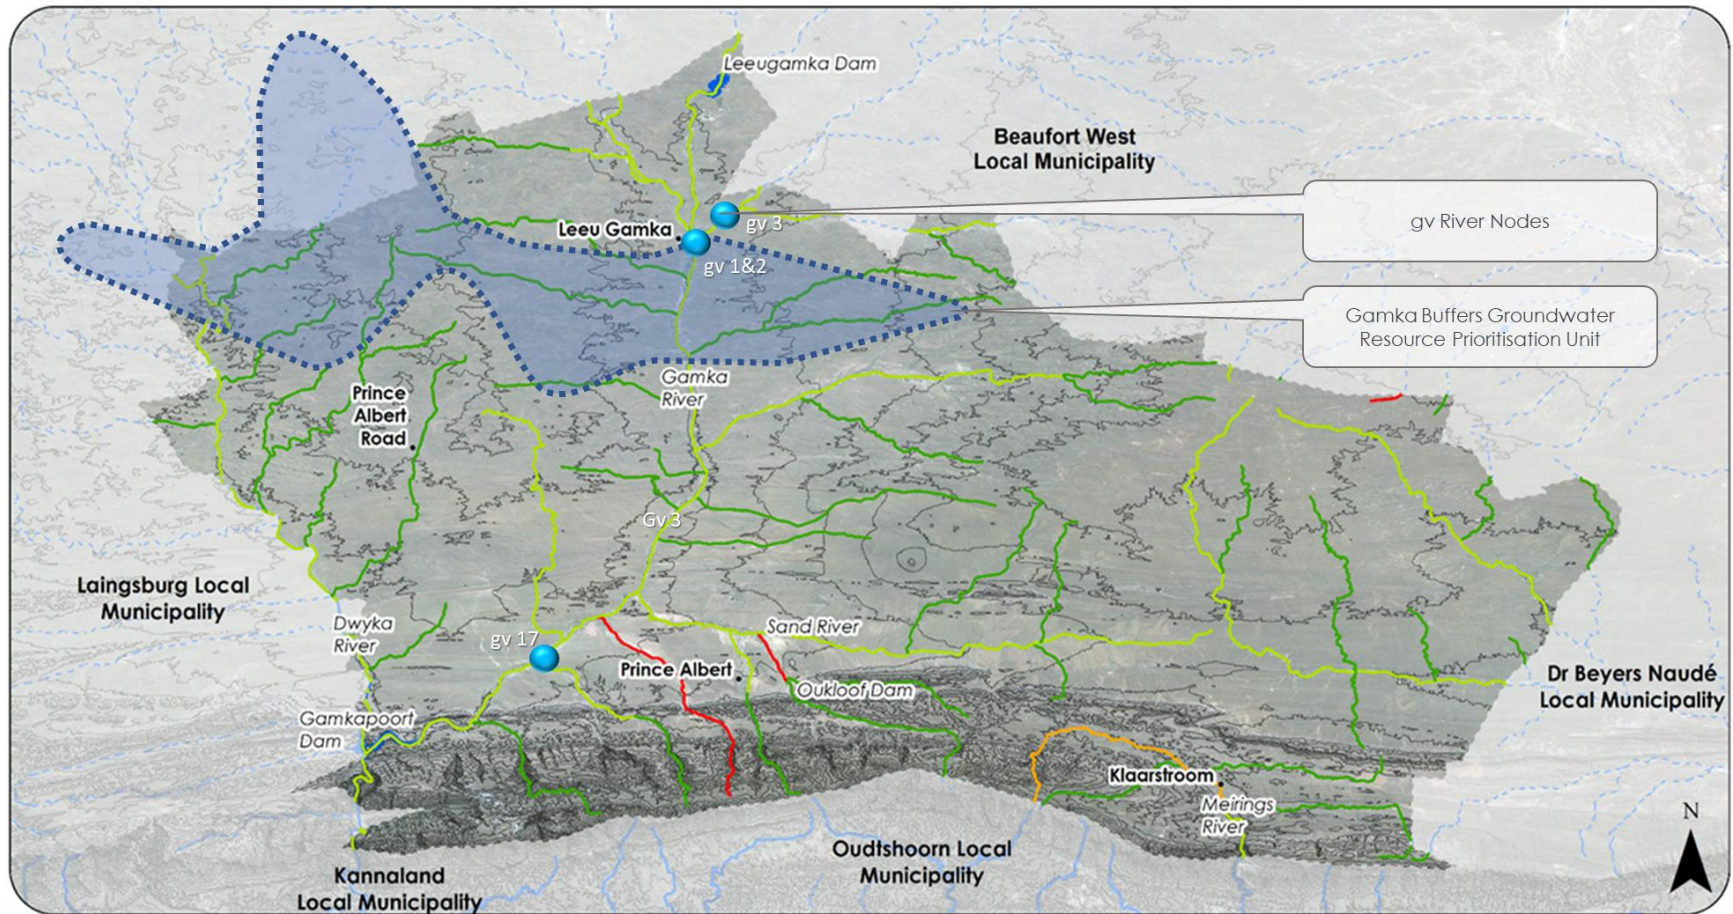 Leeugamka Dam
Beaufort West
Local Municipality
gv River Nodes
gv 3
Leeu Gamka
gv 1&2
Gamka Buffers Groundwater
Resource Prioritisation Unit
Gamka
River
Prince
Albert
Road
Gv 3
Laingsburg Local
Municipality
Dwyka
River
gv 17
Sand River
Prince Albert
Oukloof Dam
Dr Beyers Naudé
Local Municipality
Gamkapoort
Dam
Klaarstroom
Meirings
River
N
Oudtshoorn Local
Municipality
Kannaland
Local Municipality